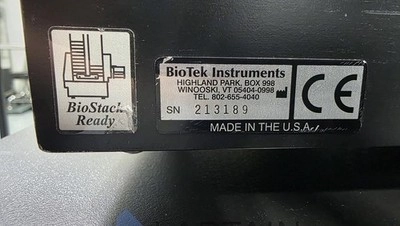 BioStack
Ready
BioTek Instruments
HIGHLAND PARK, BOX 998
WINOOSKI, VT 05404-0998
TEL. 802-655-4040
SN 213189
MADE IN THE U.S.A.
CE